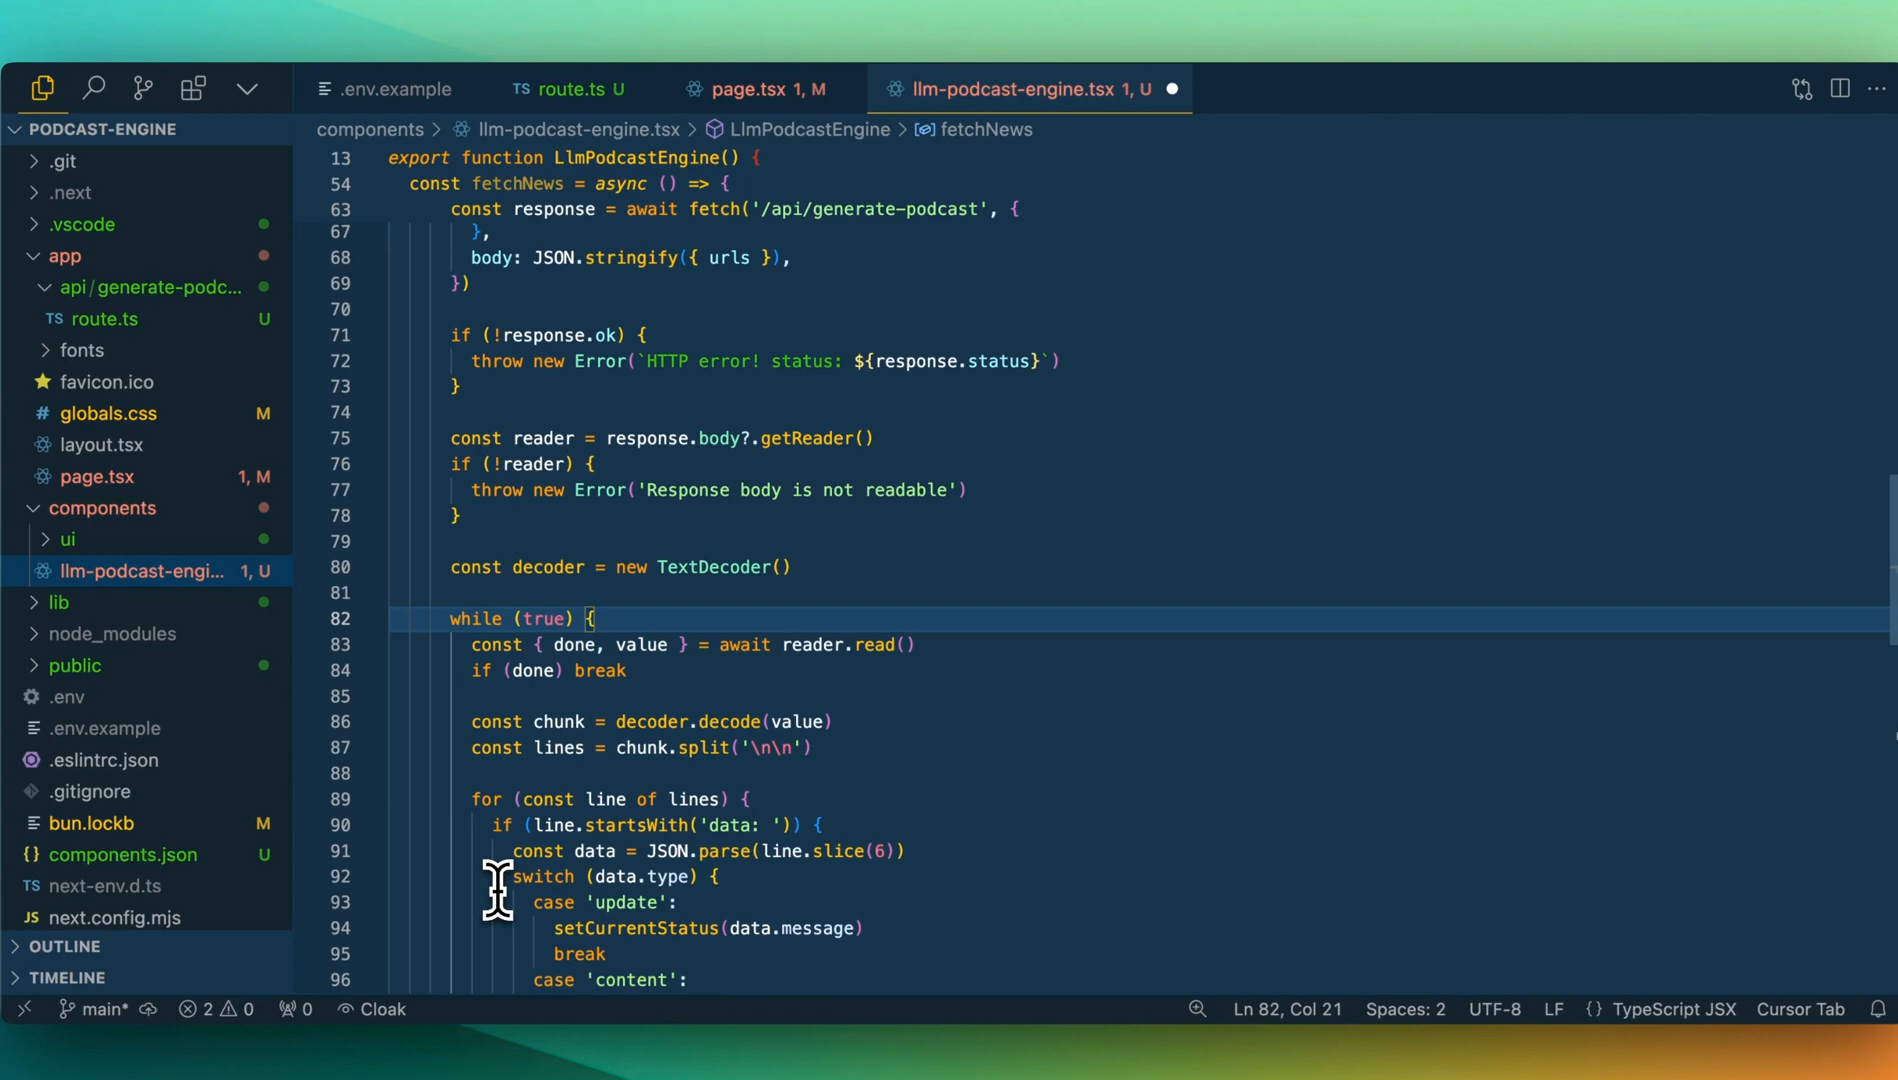 .env.example
TS route.ts U
page.tsx 1, M
llm-podcast-engine.tsx 1, U
PODCAST-ENGINE
.git
.next
.vscode
app
api/generate-podc...
TS route.ts U
fonts
favicon.ico
# globals.css M
layout.tsx
page.tsx 1, M
components
ui
llm-podcast-engi... 1, U
lib
node_modules
public
.env
.env.example
.eslintrc.json
.gitignore
bun.lockb M
{} components.json U
TS next-env.d.ts
JS next.config.mjs
OUTLINE
TIMELINE
components > llm-podcast-engine.tsx > LlmPodcastEngine > fetchNews
13 export function LlmPodcastEngine() {
54 const fetchNews = async () => {
63 const response = await fetch('/api/generate-podcast', {
67 },
68 body: JSON.stringify({ urls }),
69 })
70
71 if (!response.ok) {
72 throw new Error(`HTTP error! status: ${response.status}`)
73 }
74
75 const reader = response.body?.getReader()
76 if (!reader) {
77 throw new Error('Response body is not readable')
78 }
79
80 const decoder = new TextDecoder()
81
82 while (true) {
83 const { done, value } = await reader.read()
84 if (done) break
85
86 const chunk = decoder.decode(value)
87 const lines = chunk.split('\n\n')
88
89 for (const line of lines) {
90 if (line.startsWith('data: ')) {
91 const data = JSON.parse(line.slice(6))
92 switch (data.type) {
93 case 'update':
94 setCurrentStatus(data.message)
95 break
96 case 'content':
main* 2 0 0 Cloak Ln 82, Col 21 Spaces: 2 UTF-8 LF {} TypeScript JSX Cursor Tab